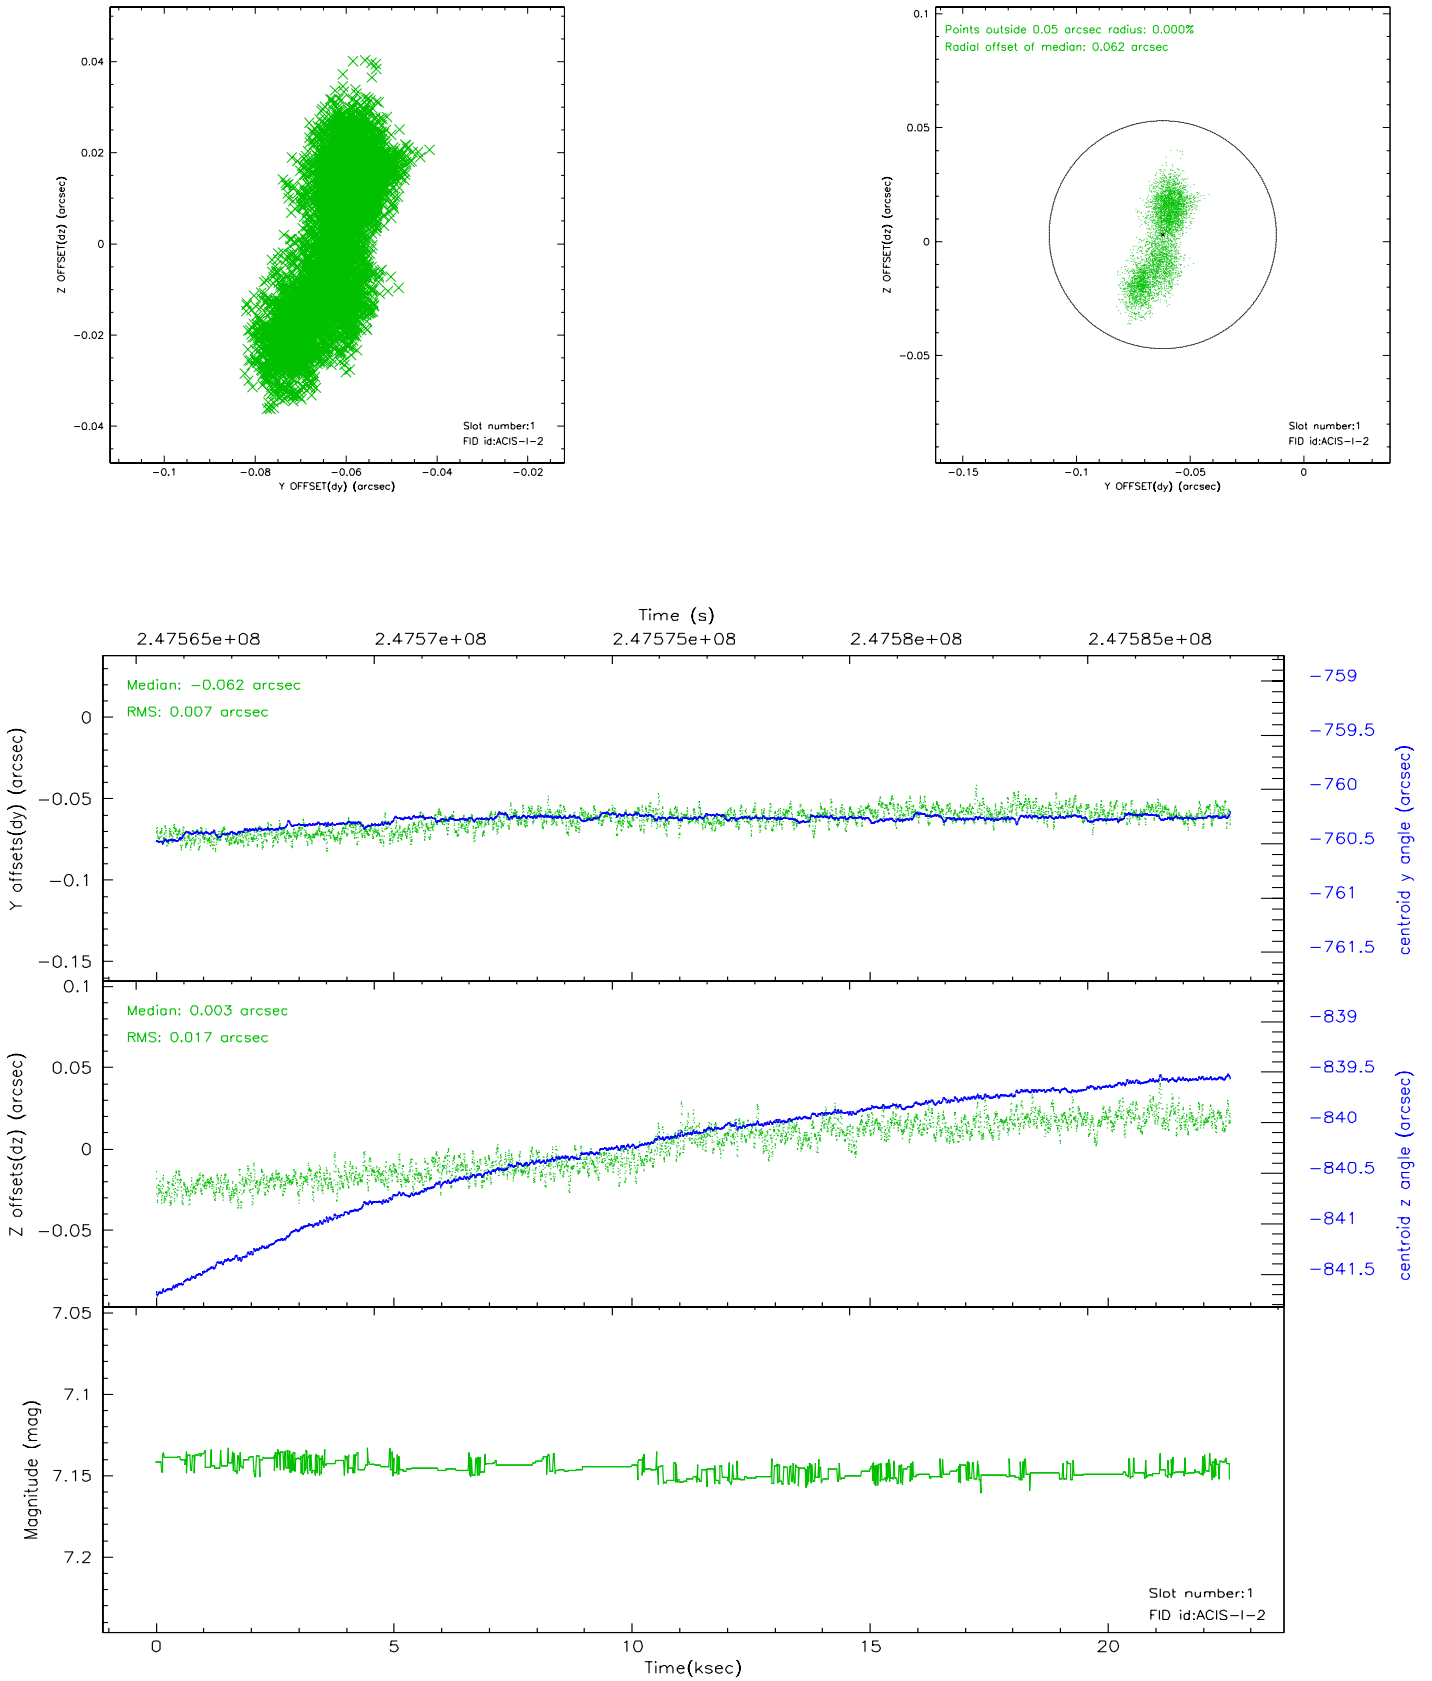 0.04
0.02
0
-0.02
-0.04
Z OFFSET(dz) (arcsec)
Slot number:1
FID id:ACIS-I-2
-0.1
-0.08
-0.06
-0.04
-0.02
Y OFFSET(dy) (arcsec)
0.1
0.05
0
-0.05
Z OFFSET(dz) (arcsec)
Points outside 0.05 arcsec radius: 0.000%
Radial offset of median: 0.062 arcsec
Slot number:1
FID id:ACIS-I-2
-0.15
-0.1
-0.05
0
Y OFFSET(dy) (arcsec)
Time (s)
2.47565e+08
2.4757e+08
2.47575e+08
2.4758e+08
2.47585e+08
Median: -0.062 arcsec
RMS: 0.007 arcsec
0
-0.05
-0.1
-0.15
Y offsets(dy) (arcsec)
-759
-759.5
-760
-760.5
-761
-761.5
centroid y angle (arcsec)
Median: 0.003 arcsec
RMS: 0.017 arcsec
0.1
0.05
0
-0.05
Z offsets(dz) (arcsec)
-839
-839.5
-840
-840.5
-841
-841.5
centroid z angle (arcsec)
7.05
7.1
7.15
7.2
Magnitude (mag)
Slot number:1
FID id:ACIS-I-2
0
5
10
15
20
Time(ksec)